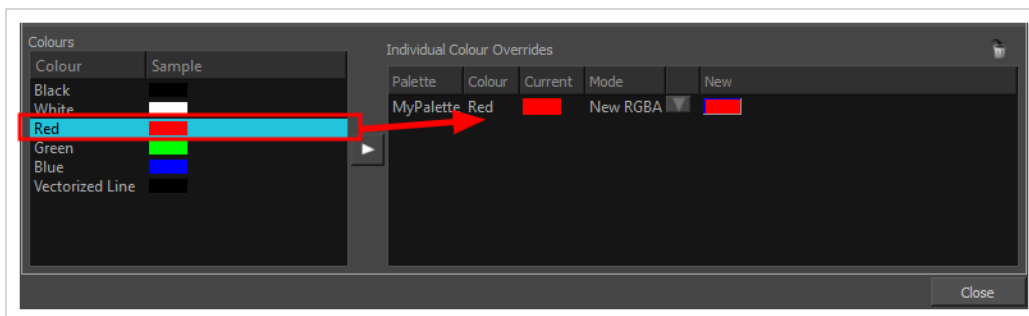 Colours
Colour Sample
Black
White
Red
Green
Blue
Vectorized Line
Individual Colour Overrides
Palette Colour Current Mode New
MyPalette Red New RGBA
Close